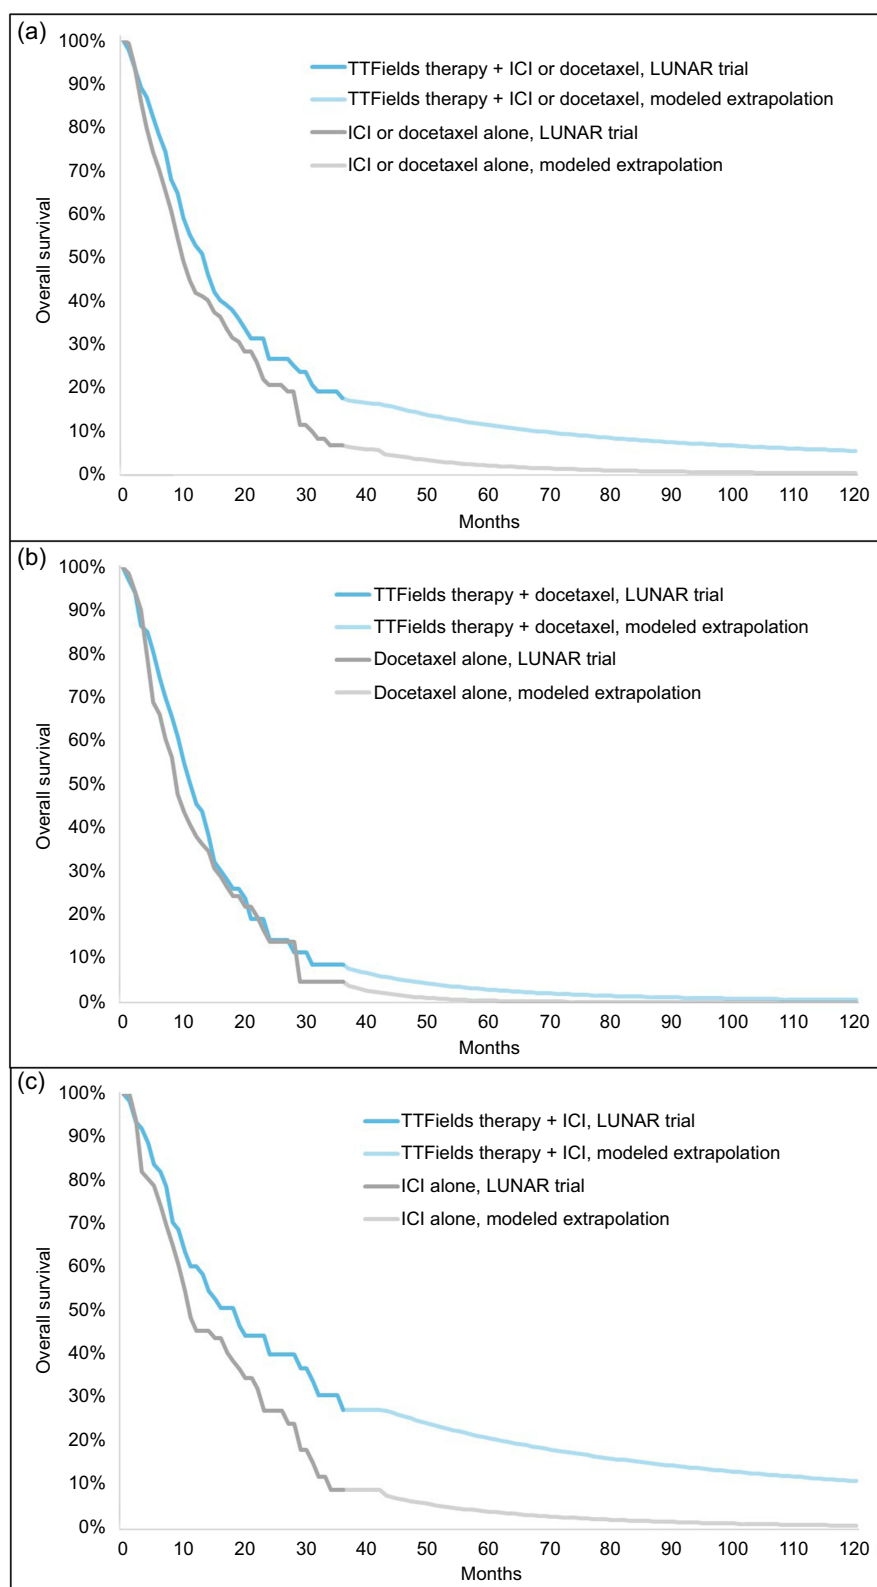 (a)
100%
90%
80%
70%
60%
50%
40%
30%
20%
10%
0%
Overall survival
TTFields therapy + ICI or docetaxel, LUNAR trial
TTFields therapy + ICI or docetaxel, modeled extrapolation
ICI or docetaxel alone, LUNAR trial
ICI or docetaxel alone, modeled extrapolation
0 10 20 30 40 50 60 70 80 90 100 110 120
Months
(b)
100%
90%
80%
70%
60%
50%
40%
30%
20%
10%
0%
Overall survival
TTFields therapy + docetaxel, LUNAR trial
TTFields therapy + docetaxel, modeled extrapolation
Docetaxel alone, LUNAR trial
Docetaxel alone, modeled extrapolation
0 10 20 30 40 50 60 70 80 90 100 110 120
Months
(c)
100%
90%
80%
70%
60%
50%
40%
30%
20%
10%
0%
Overall survival
TTFields therapy + ICI, LUNAR trial
TTFields therapy + ICI, modeled extrapolation
ICI alone, LUNAR trial
ICI alone, modeled extrapolation
0 10 20 30 40 50 60 70 80 90 100 110 120
Months